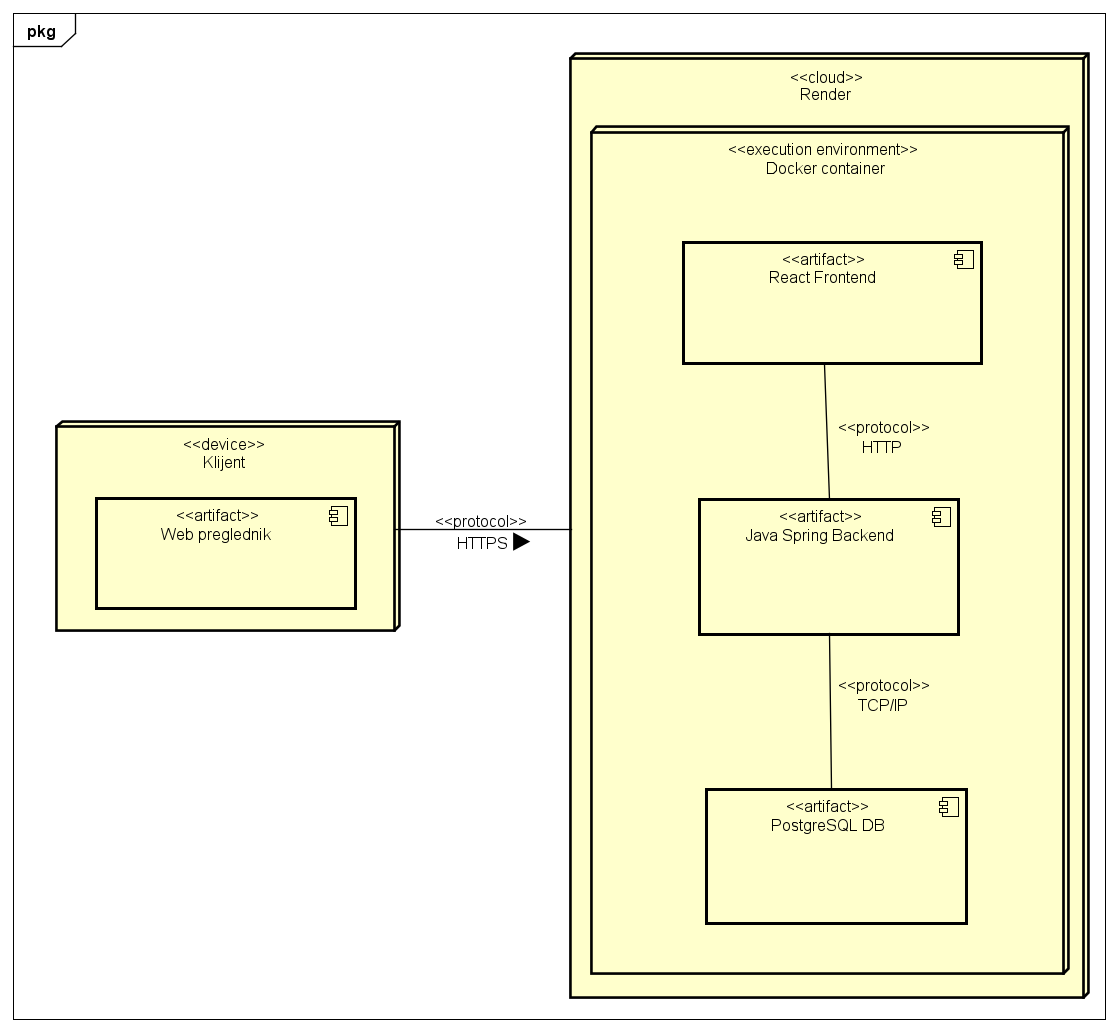 pkg
<<cloud>>
Render
<<execution environment>>
Docker container
<<artifact>>
React Frontend
<<protocol>>
HTTP
<<device>>
Klijent
<<artifact>>
Web preglednik
<<protocol>>
HTTPS
<<artifact>>
Java Spring Backend
<<protocol>>
TCP/IP
<<artifact>>
PostgreSQL DB